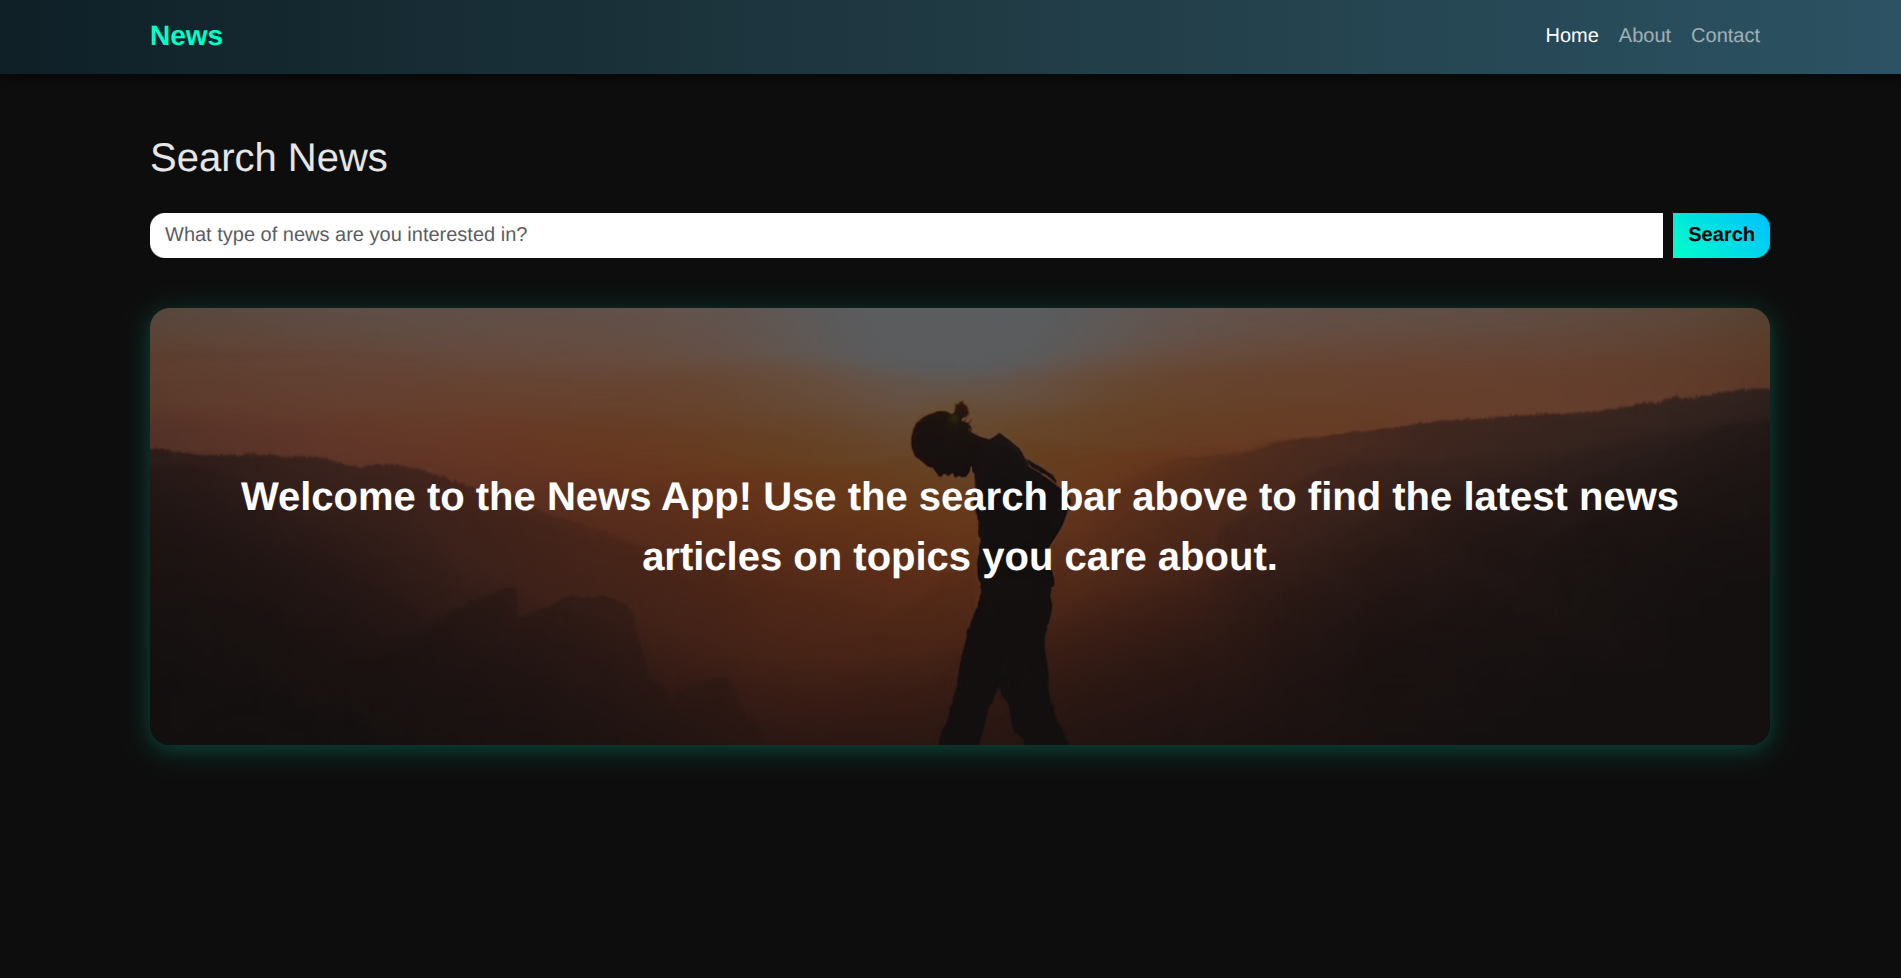 News
Home About Contact
Search News
What type of news are you interested in?
Search
Welcome to the News App! Use the search bar above to find the latest news
articles on topics you care about.